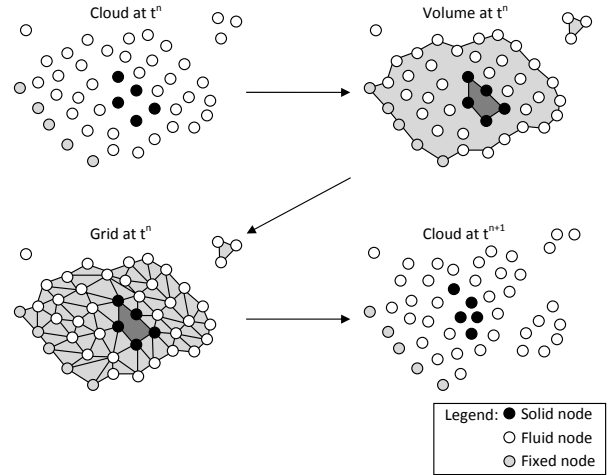 Cloud at tⁿ
Volume at tⁿ
Grid at tⁿ
Cloud at tⁿ⁺¹
Legend: Solid node
Fluid node
Fixed node